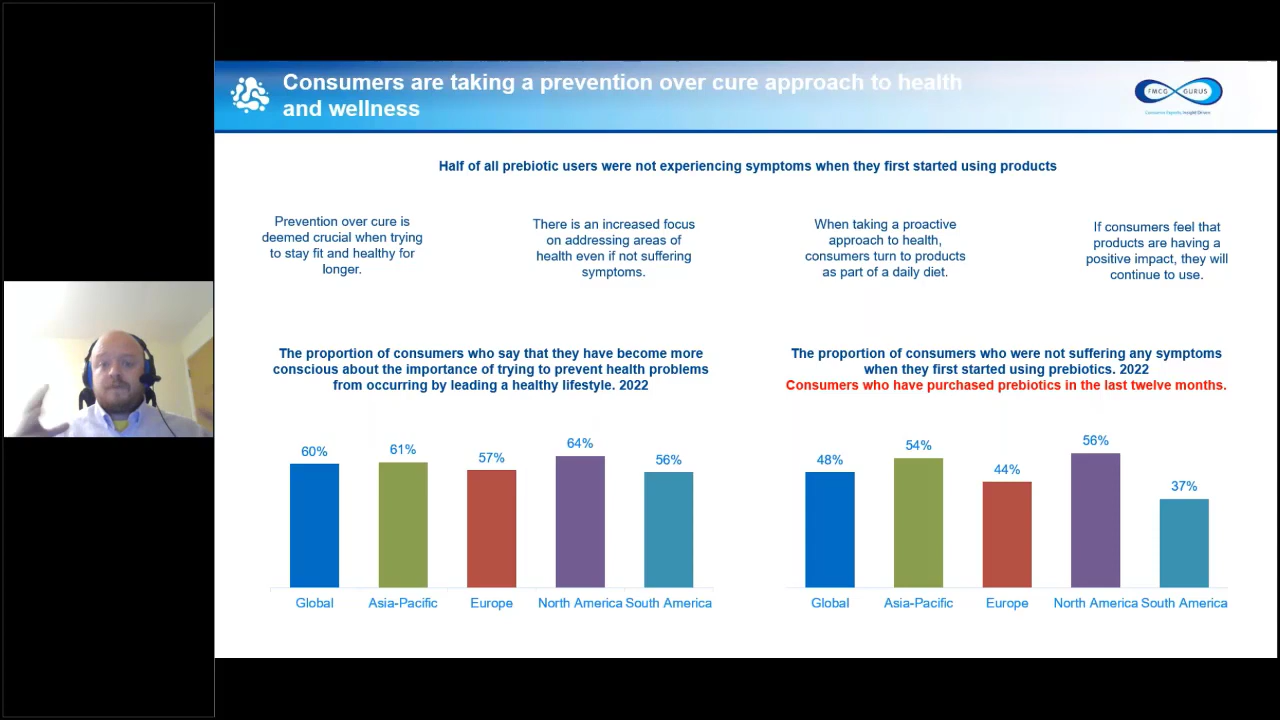 Consumers are taking a prevention over cure approach to health
and wellness
FMCG GURUS
Consumer Experts. Insight Driven.
Half of all prebiotic users were not experiencing symptoms when they first started using products
Prevention over cure is
deemed crucial when trying
to stay fit and healthy for
longer.
There is an increased focus
on addressing areas of
health even if not suffering
symptoms.
When taking a proactive
approach to health,
consumers turn to products
as part of a daily diet.
If consumers feel that
products are having a
positive impact, they will
continue to use.
The proportion of consumers who say that they have become more
conscious about the importance of trying to prevent health problems
from occurring by leading a healthy lifestyle. 2022
60%
61%
57%
64%
56%
Global
Asia-Pacific
Europe
North America
South America
The proportion of consumers who were not suffering any symptoms
when they first started using prebiotics. 2022
Consumers who have purchased prebiotics in the last twelve months.
48%
54%
44%
56%
37%
Global
Asia-Pacific
Europe
North America
South America